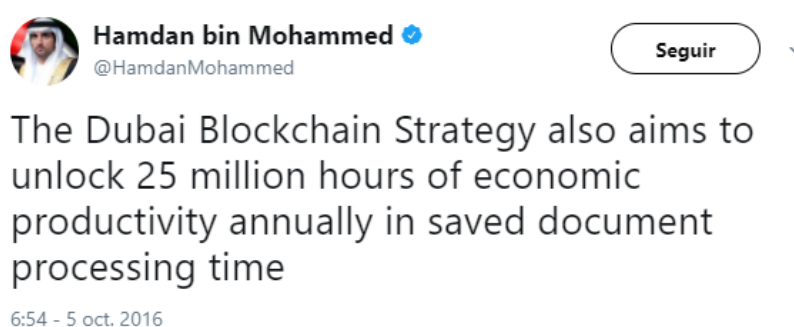 Hamdan bin Mohammed
@HamdanMohammed
Seguir
The Dubai Blockchain Strategy also aims to
unlock 25 million hours of economic
productivity annually in saved document
processing time
6:54 - 5 oct. 2016